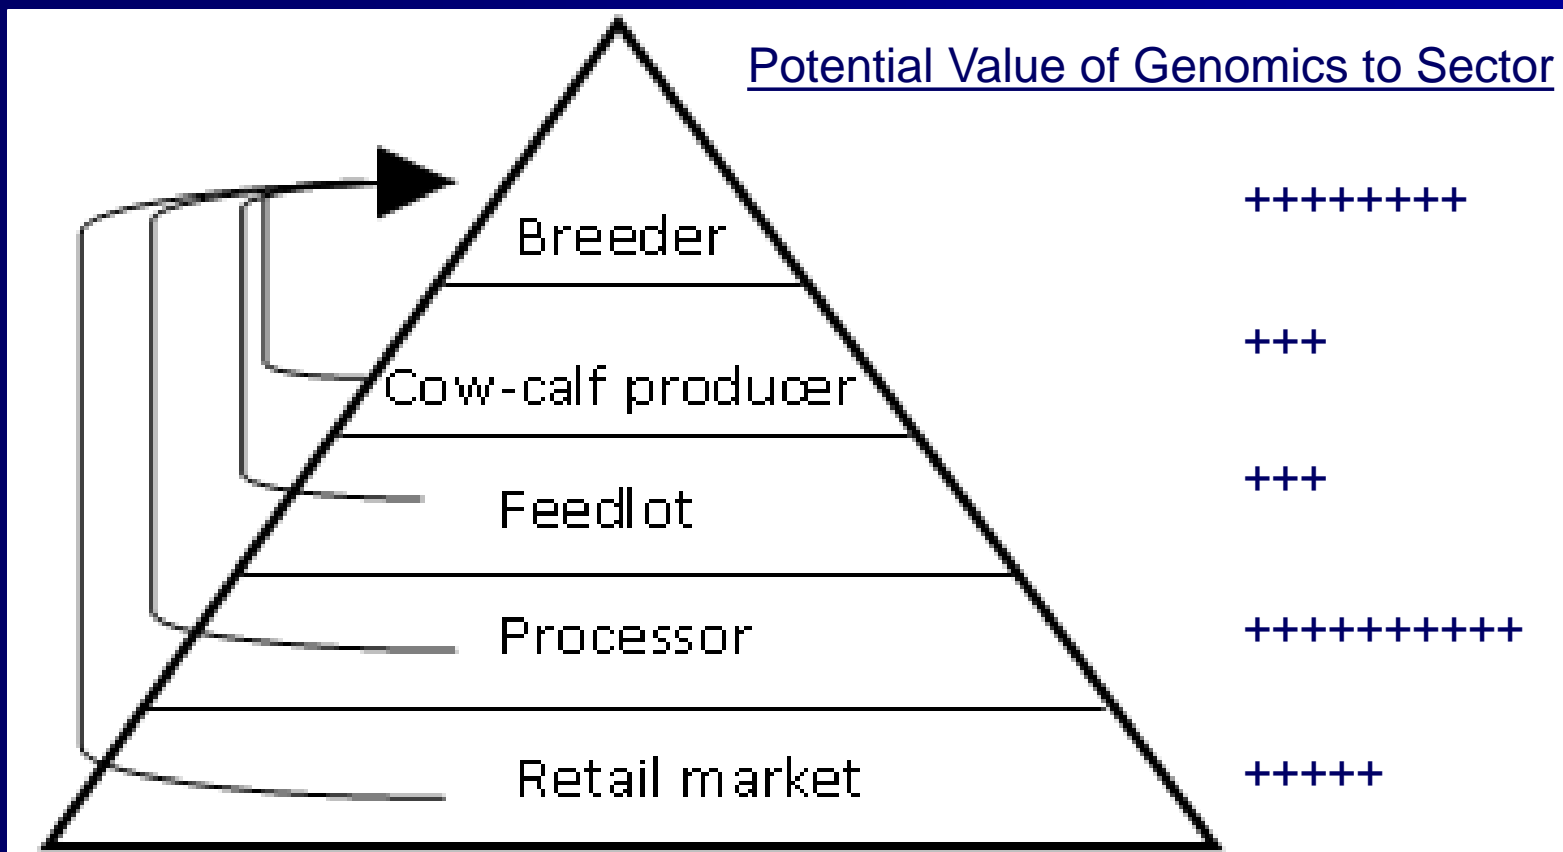 Potential Value of Genomics to Sector
Breeder ++++++++
Cow-calf producer +++
Feedlot +++
Processor ++++++++++
Retail market +++++